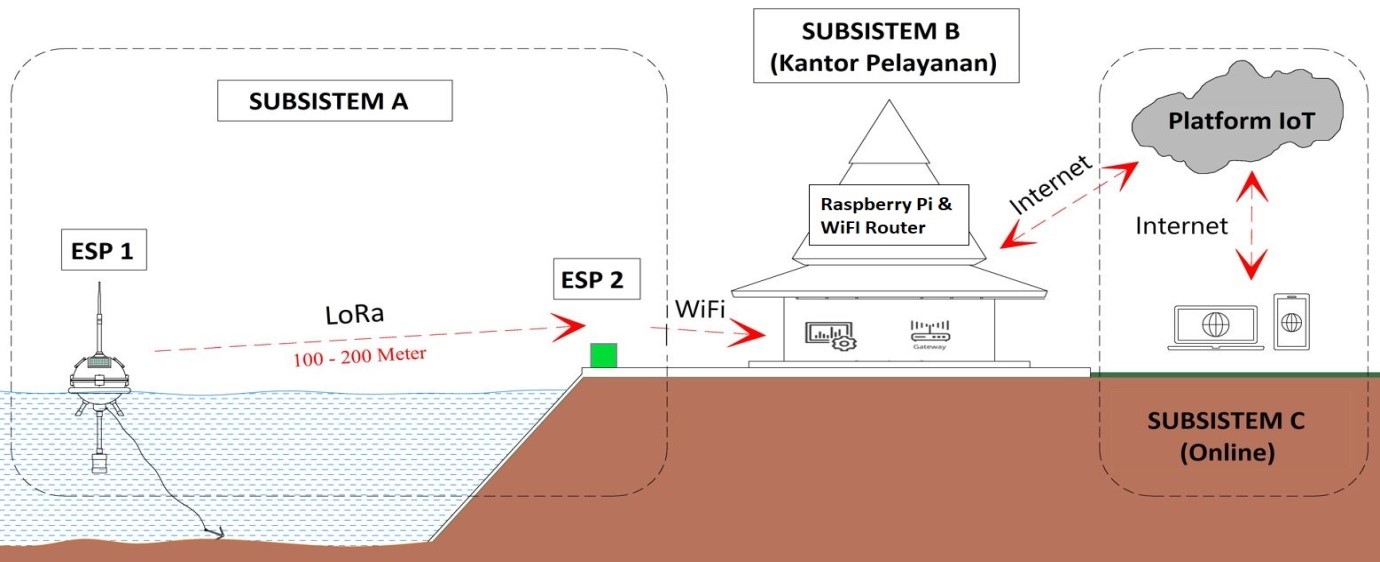 SUBSISTEM A
SUBSISTEM B
(Kantor Pelayanan)
Platform IoT
Internet
Internet
Raspberry Pi &
WiFI Router
ESP 1
ESP 2
LoRa
100 - 200 Meter
WiFi
Gateway
SUBSISTEM C
(Online)